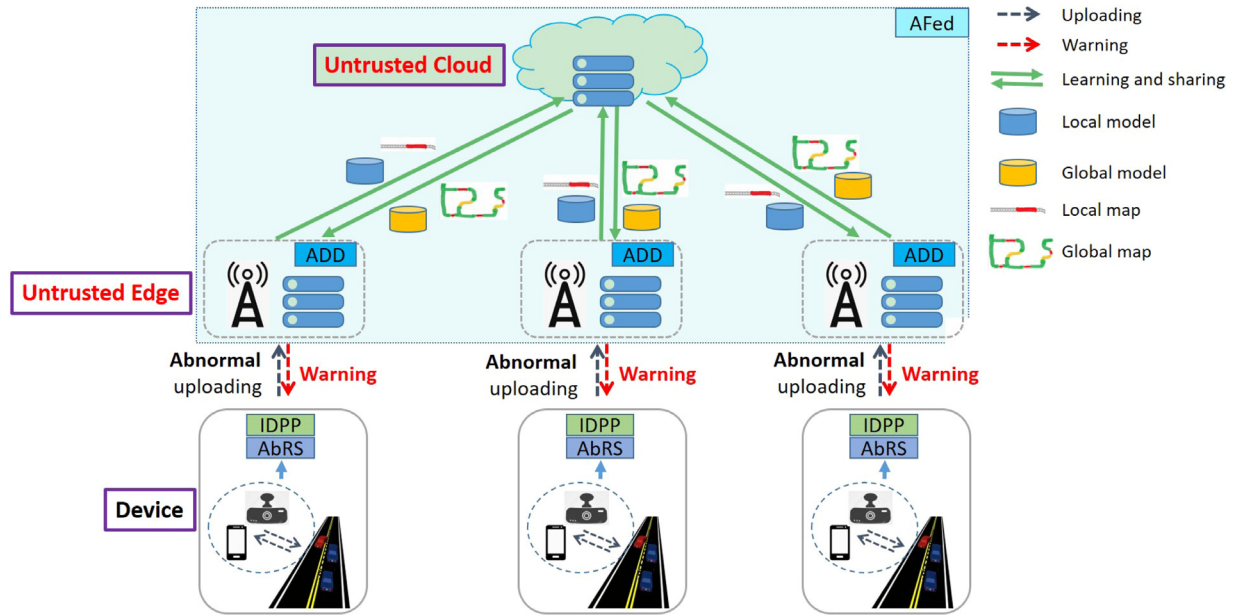 AFed
Untrusted Cloud
Uploading
Warning
Learning and sharing
Local model
Global model
Local map
Global map
ADD
ADD
ADD
Untrusted Edge
Abnormal
uploading
Warning
Abnormal
uploading
Warning
Abnormal
uploading
Warning
IDPP
AbRS
IDPP
AbRS
IDPP
AbRS
Device